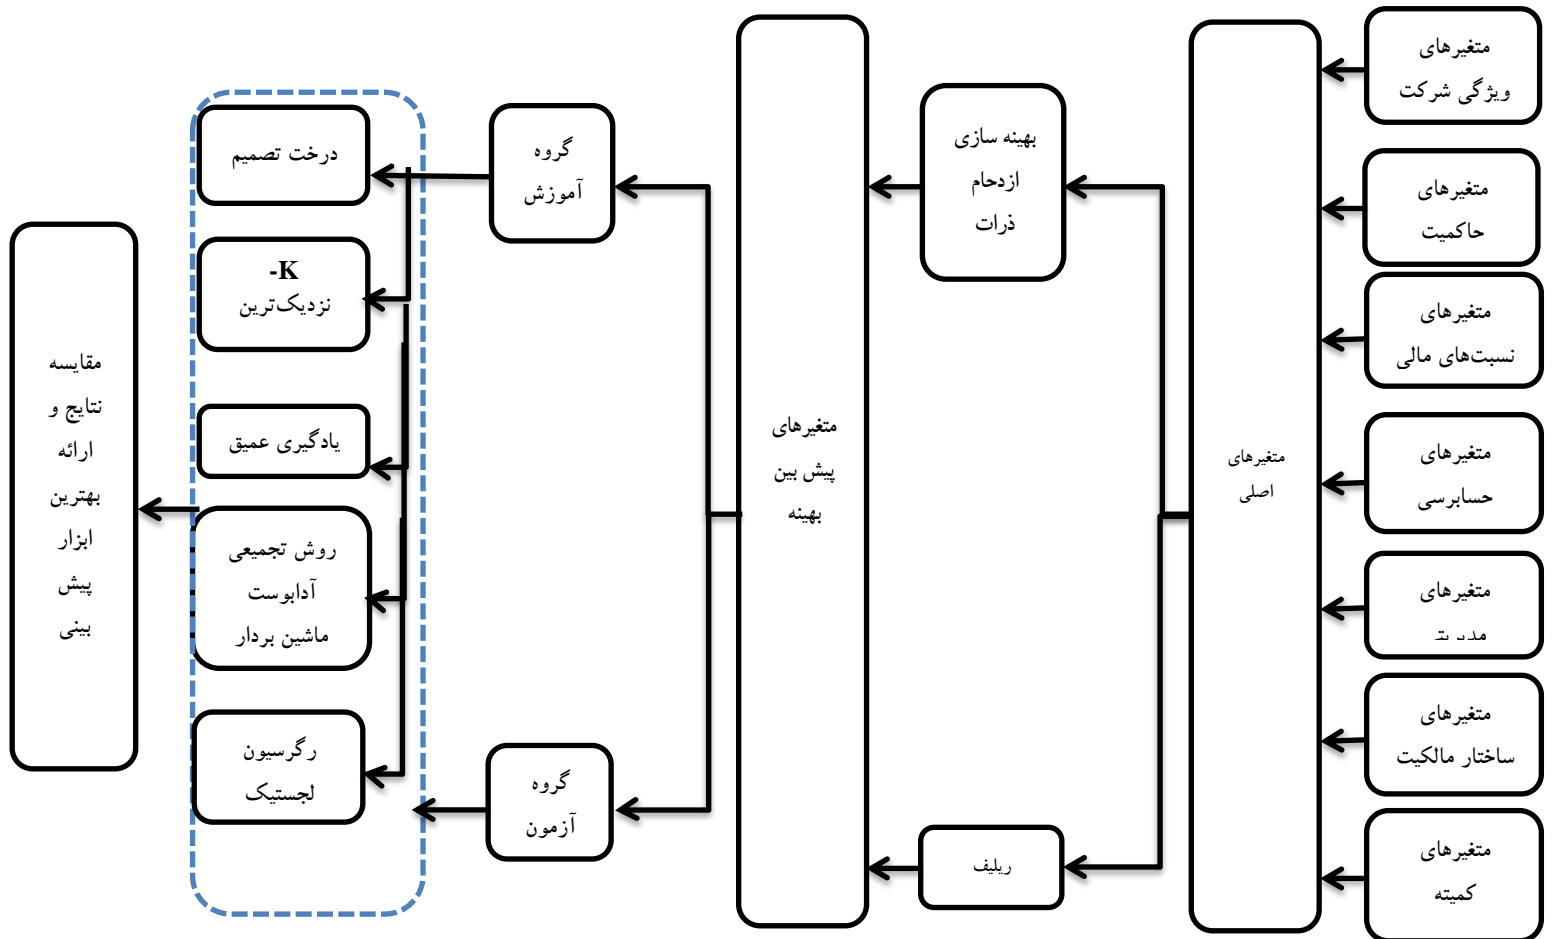 متغیرهای
ویژگی شرکت
متغیرهای
حاکمیت
متغیرهای
نسبت‌های مالی
متغیرهای
حسابرسی
متغیرهای
متغیرهای
ساختار مالکیت
متغیرهای
کمیته
متغیرهای
اصلی
بهینه سازی
ازدحام
ذرات
ریلیف
متغیرهای
پیش بین
بهینه
گروه
آموزش
گروه
آزمون
درخت تصمیم
K-
نزدیک‌ترین
یادگیری عمیق
روش تجمیعی
آدابوست
ماشین بردار
رگرسیون
لجستیک
مقایسه
نتایج و
ارائه
بهترین
ابزار
پیش
بینی